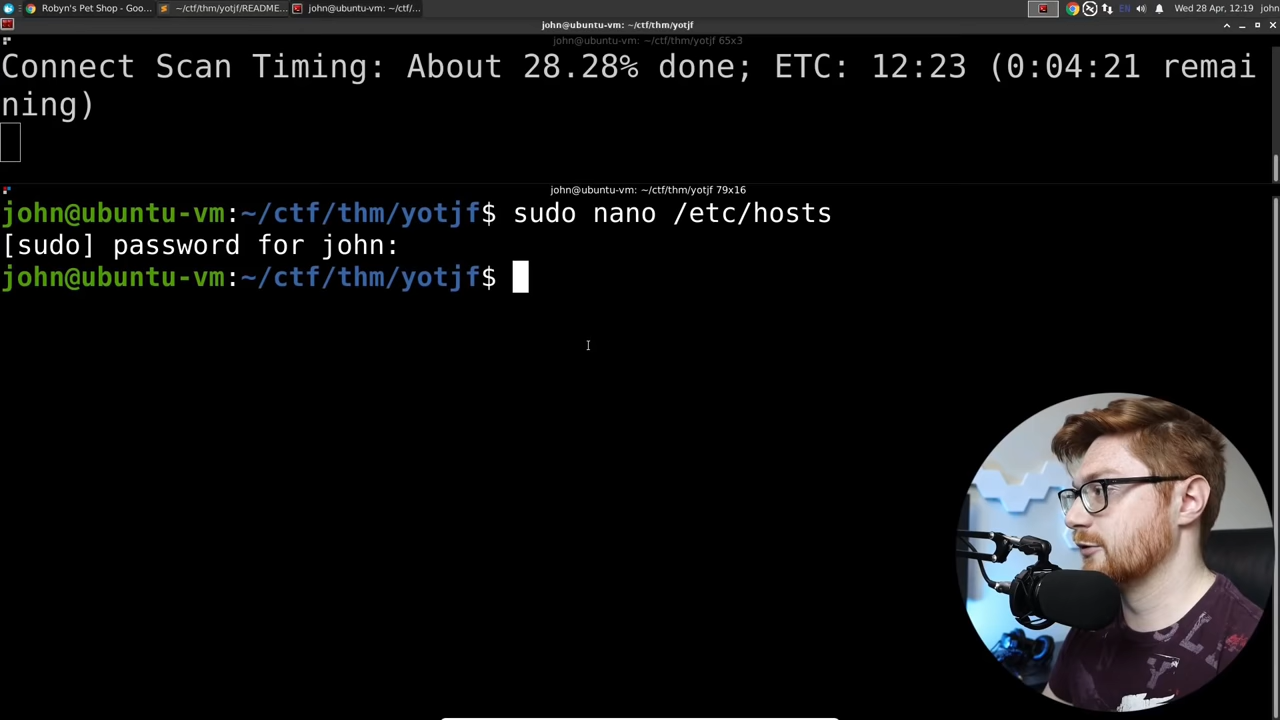 Robyn's Pet Shop - Goo...
~/ctf/thm/yotjf/README...
john@ubuntu-vm: ~/ctf/...
EN
Wed 28 Apr, 12:19
john
john@ubuntu-vm: ~/ctf/thm/yotjf
john@ubuntu-vm: ~/ctf/thm/yotjf 65x3
Connect Scan Timing: About 28.28% done; ETC: 12:23 (0:04:21 remai
ning)
john@ubuntu-vm: ~/ctf/thm/yotjf 79x16
john@ubuntu-vm:~/ctf/thm/yotjf$ sudo nano /etc/hosts
[sudo] password for john:
john@ubuntu-vm:~/ctf/thm/yotjf$